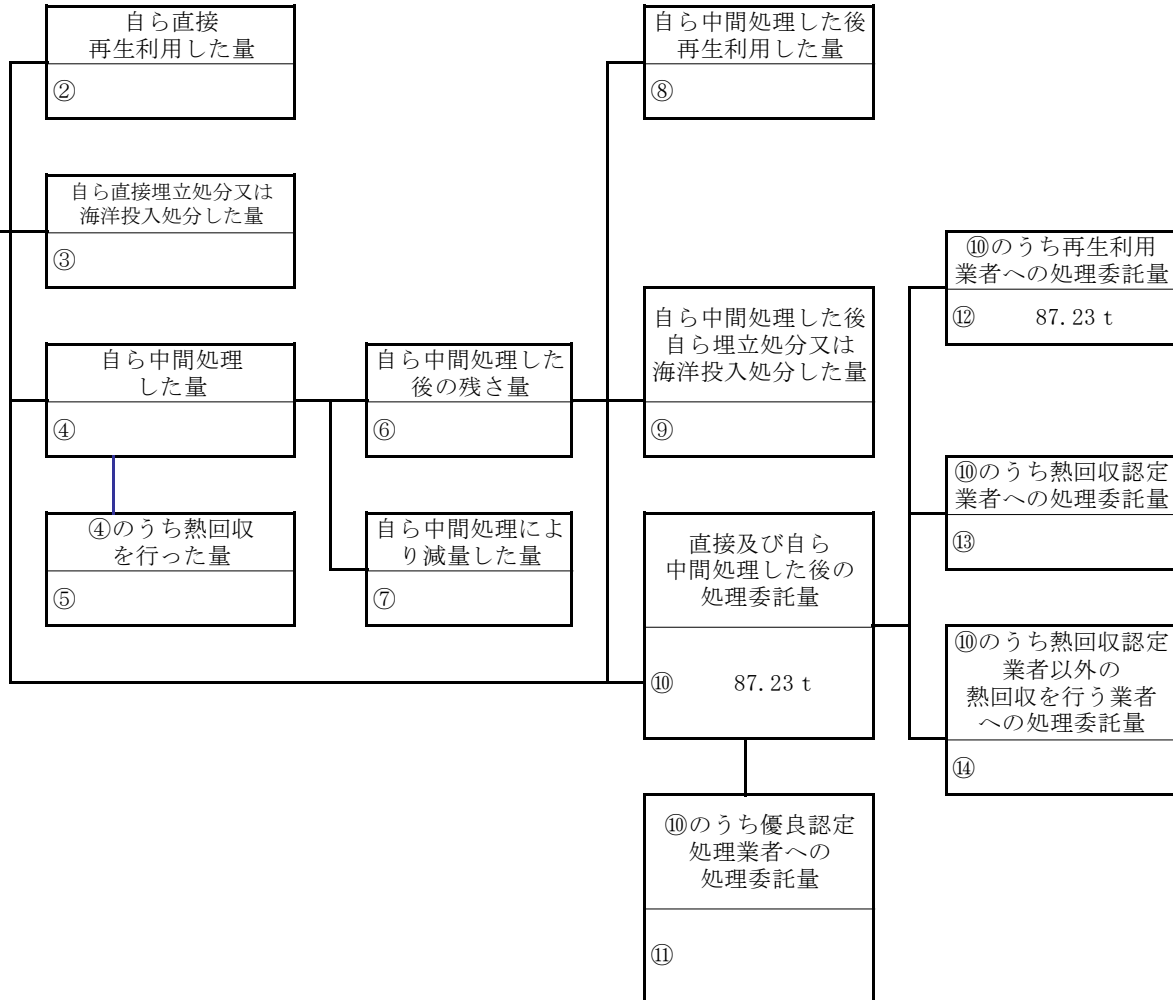 自ら直接
再生利用した量
②
自ら中間処理した後
再生利用した量
⑧
自ら直接埋立処分又は
海洋投入処分した量
③
⑩のうち再生利用
業者への処理委託量
⑫ 87.23 t
自ら中間処理
した量
④
自ら中間処理した
後の残さ量
⑥
自ら中間処理した後
自ら埋立処分又は
海洋投入処分した量
⑨
⑩のうち熱回収認定
業者への処理委託量
⑬
④のうち熱回収
を行った量
⑤
自ら中間処理によ
り減量した量
⑦
直接及び自ら
中間処理した後の
処理委託量
⑩ 87.23 t
⑩のうち熱回収認定
業者以外の
熱回収を行う業者
への処理委託量
⑭
⑩のうち優良認定
処理業者への
処理委託量
⑪